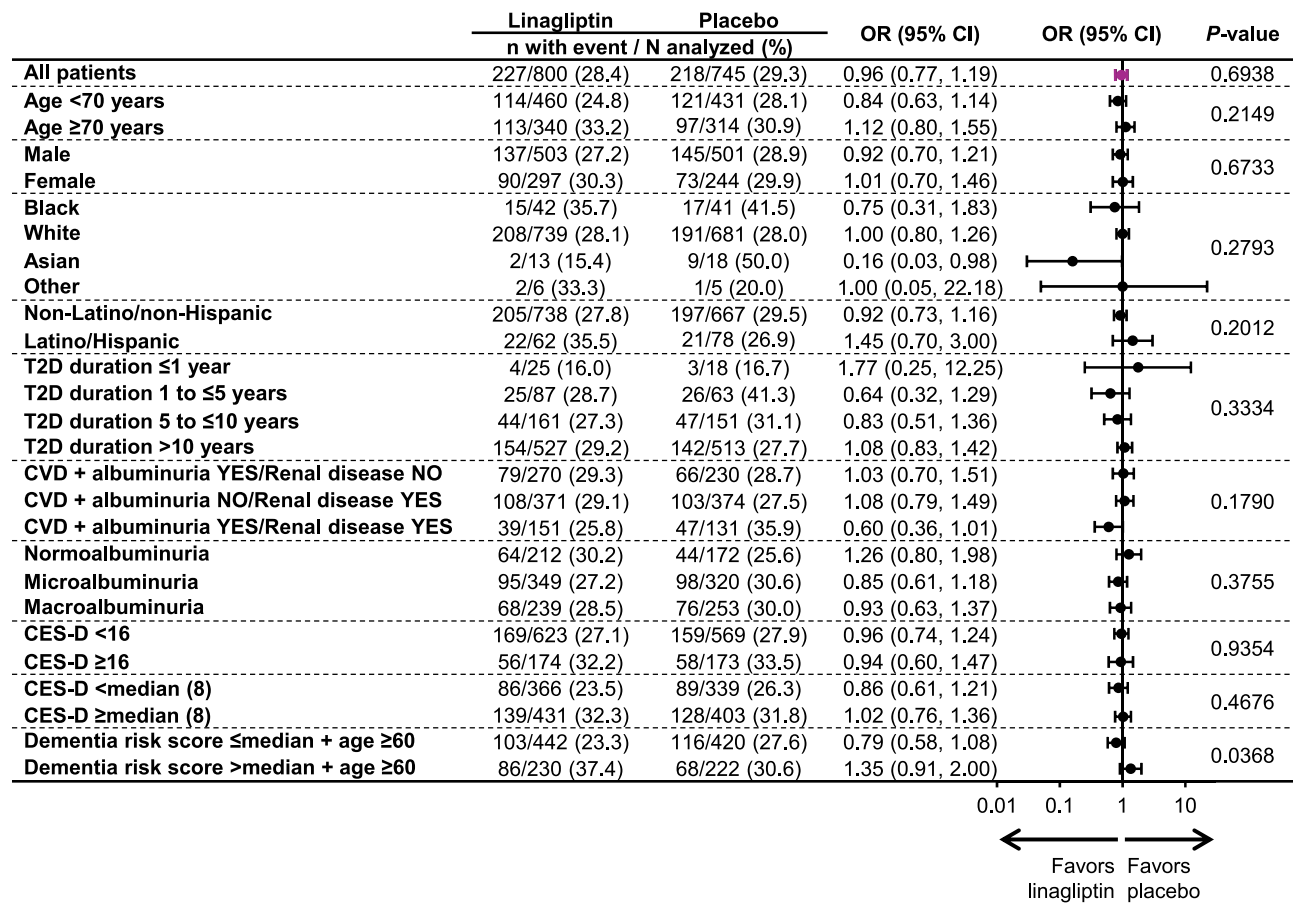 Linagliptin Placebo OR (95% CI) OR (95% CI) P-value
n with event / N analyzed (%)
All patients 227/800 (28.4) 218/745 (29.3) 0.96 (0.77, 1.19) 0.6938
Age <70 years 114/460 (24.8) 121/431 (28.1) 0.84 (0.63, 1.14) 0.2149
Age ≥70 years 113/340 (33.2) 97/314 (30.9) 1.12 (0.80, 1.55)
Male 137/503 (27.2) 145/501 (28.9) 0.92 (0.70, 1.21) 0.6733
Female 90/297 (30.3) 73/244 (29.9) 1.01 (0.70, 1.46)
Black 15/42 (35.7) 17/41 (41.5) 0.75 (0.31, 1.83)
White 208/739 (28.1) 191/681 (28.0) 1.00 (0.80, 1.26) 0.2793
Asian 2/13 (15.4) 9/18 (50.0) 0.16 (0.03, 0.98)
Other 2/6 (33.3) 1/5 (20.0) 1.00 (0.05, 22.18)
Non-Latino/non-Hispanic 205/738 (27.8) 197/667 (29.5) 0.92 (0.73, 1.16) 0.2012
Latino/Hispanic 22/62 (35.5) 21/78 (26.9) 1.45 (0.70, 3.00)
T2D duration ≤1 year 4/25 (16.0) 3/18 (16.7) 1.77 (0.25, 12.25)
T2D duration 1 to ≤5 years 25/87 (28.7) 26/63 (41.3) 0.64 (0.32, 1.29) 0.3334
T2D duration 5 to ≤10 years 44/161 (27.3) 47/151 (31.1) 0.83 (0.51, 1.36)
T2D duration >10 years 154/527 (29.2) 142/513 (27.7) 1.08 (0.83, 1.42)
CVD + albuminuria YES/Renal disease NO 79/270 (29.3) 66/230 (28.7) 1.03 (0.70, 1.51)
CVD + albuminuria NO/Renal disease YES 108/371 (29.1) 103/374 (27.5) 1.08 (0.79, 1.49) 0.1790
CVD + albuminuria YES/Renal disease YES 39/151 (25.8) 47/131 (35.9) 0.60 (0.36, 1.01)
Normoalbuminuria 64/212 (30.2) 44/172 (25.6) 1.26 (0.80, 1.98)
Microalbuminuria 95/349 (27.2) 98/320 (30.6) 0.85 (0.61, 1.18) 0.3755
Macroalbuminuria 68/239 (28.5) 76/253 (30.0) 0.93 (0.63, 1.37)
CES-D <16 169/623 (27.1) 159/569 (27.9) 0.96 (0.74, 1.24) 0.9354
CES-D ≥16 56/174 (32.2) 58/173 (33.5) 0.94 (0.60, 1.47)
CES-D <median (8) 86/366 (23.5) 89/339 (26.3) 0.86 (0.61, 1.21) 0.4676
CES-D ≥median (8) 139/431 (32.3) 128/403 (31.8) 1.02 (0.76, 1.36)
Dementia risk score ≤median + age ≥60 103/442 (23.3) 116/420 (27.6) 0.79 (0.58, 1.08) 0.0368
Dementia risk score >median + age ≥60 86/230 (37.4) 68/222 (30.6) 1.35 (0.91, 2.00)
0.01 0.1 1 10
Favors Favors
linagliptin placebo